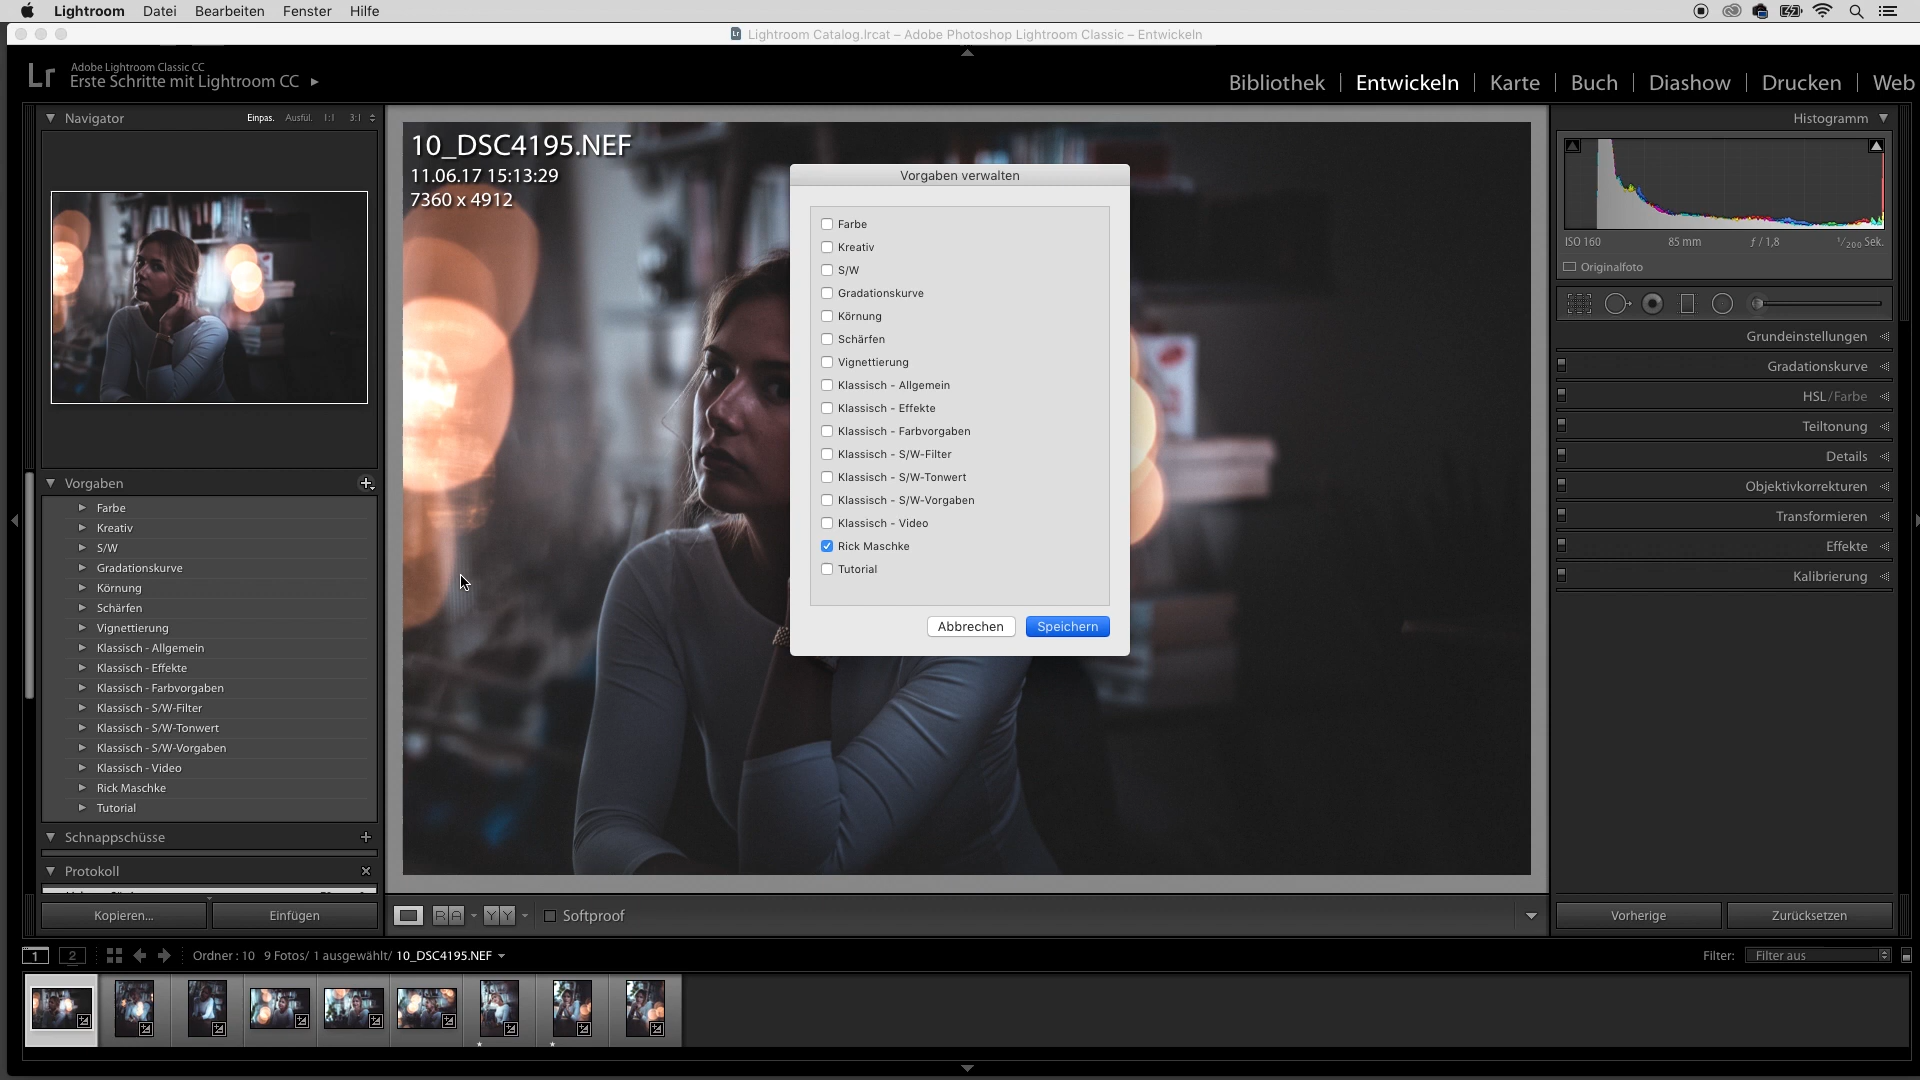 Lightroom Datei Bearbeiten Fenster Hilfe
Lightroom Catalog.lrcat – Adobe Photoshop Lightroom Classic – Entwickeln
Lr
Adobe Lightroom Classic CC
Erste Schritte mit Lightroom CC
Bibliothek | Entwickeln | Karte | Buch | Diashow | Drucken | Web
Navigator Einpas. Ausfül. 1:1 3:1
Vorgaben
Farbe
Kreativ
S/W
Gradationskurve
Körnung
Schärfen
Vignettierung
Klassisch - Allgemein
Klassisch - Effekte
Klassisch - Farbvorgaben
Klassisch - S/W-Filter
Klassisch - S/W-Tonwert
Klassisch - S/W-Vorgaben
Klassisch - Video
Rick Maschke
Tutorial
Schnappschüsse
Protokoll
Kopieren... Einfügen
10_DSC4195.NEF
11.06.17 15:13:29
7360 x 4912
Vorgaben verwalten
Farbe
Kreativ
S/W
Gradationskurve
Körnung
Schärfen
Vignettierung
Klassisch - Allgemein
Klassisch - Effekte
Klassisch - Farbvorgaben
Klassisch - S/W-Filter
Klassisch - S/W-Tonwert
Klassisch - S/W-Vorgaben
Klassisch - Video
Rick Maschke
Tutorial
Abbrechen Speichern
R A Y Y Softproof
Histogramm
ISO 160 85 mm ƒ / 1,8 1/200 Sek.
Originalfoto
Grundeinstellungen
Gradationskurve
HSL / Farbe
Teiltonung
Details
Objektivkorrekturen
Transformieren
Effekte
Kalibrierung
Vorherige Zurücksetzen
1 2 Ordner : 10 9 Fotos/ 1 ausgewählt/ 10_DSC4195.NEF
Filter: Filter aus